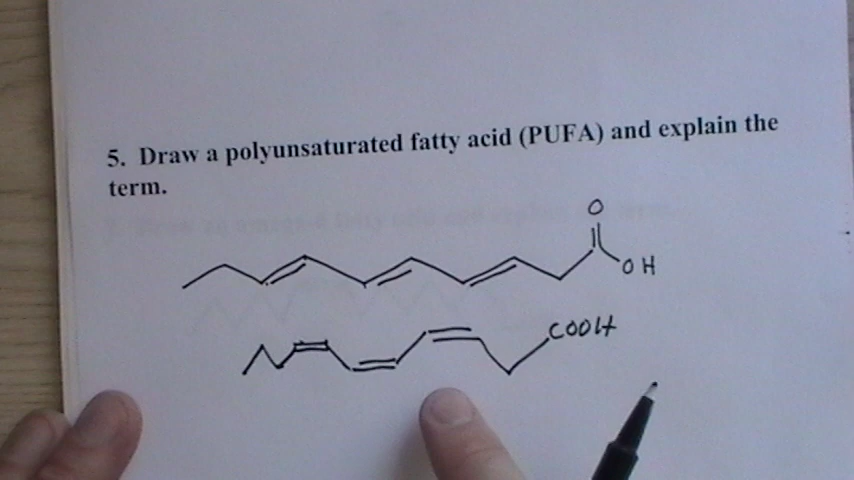 5. Draw a polyunsaturated fatty acid (PUFA) and explain the
term.
O
OH
COOH